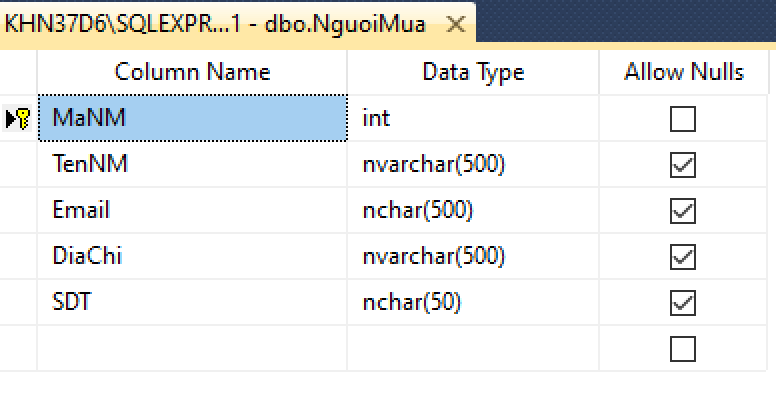 KHN37D6\SQLEXPR...1 - dbo.NguoiMua
Column Name Data Type Allow Nulls
MaNM int
TenNM nvarchar(500)
Email nchar(500)
DiaChi nvarchar(500)
SDT nchar(50)